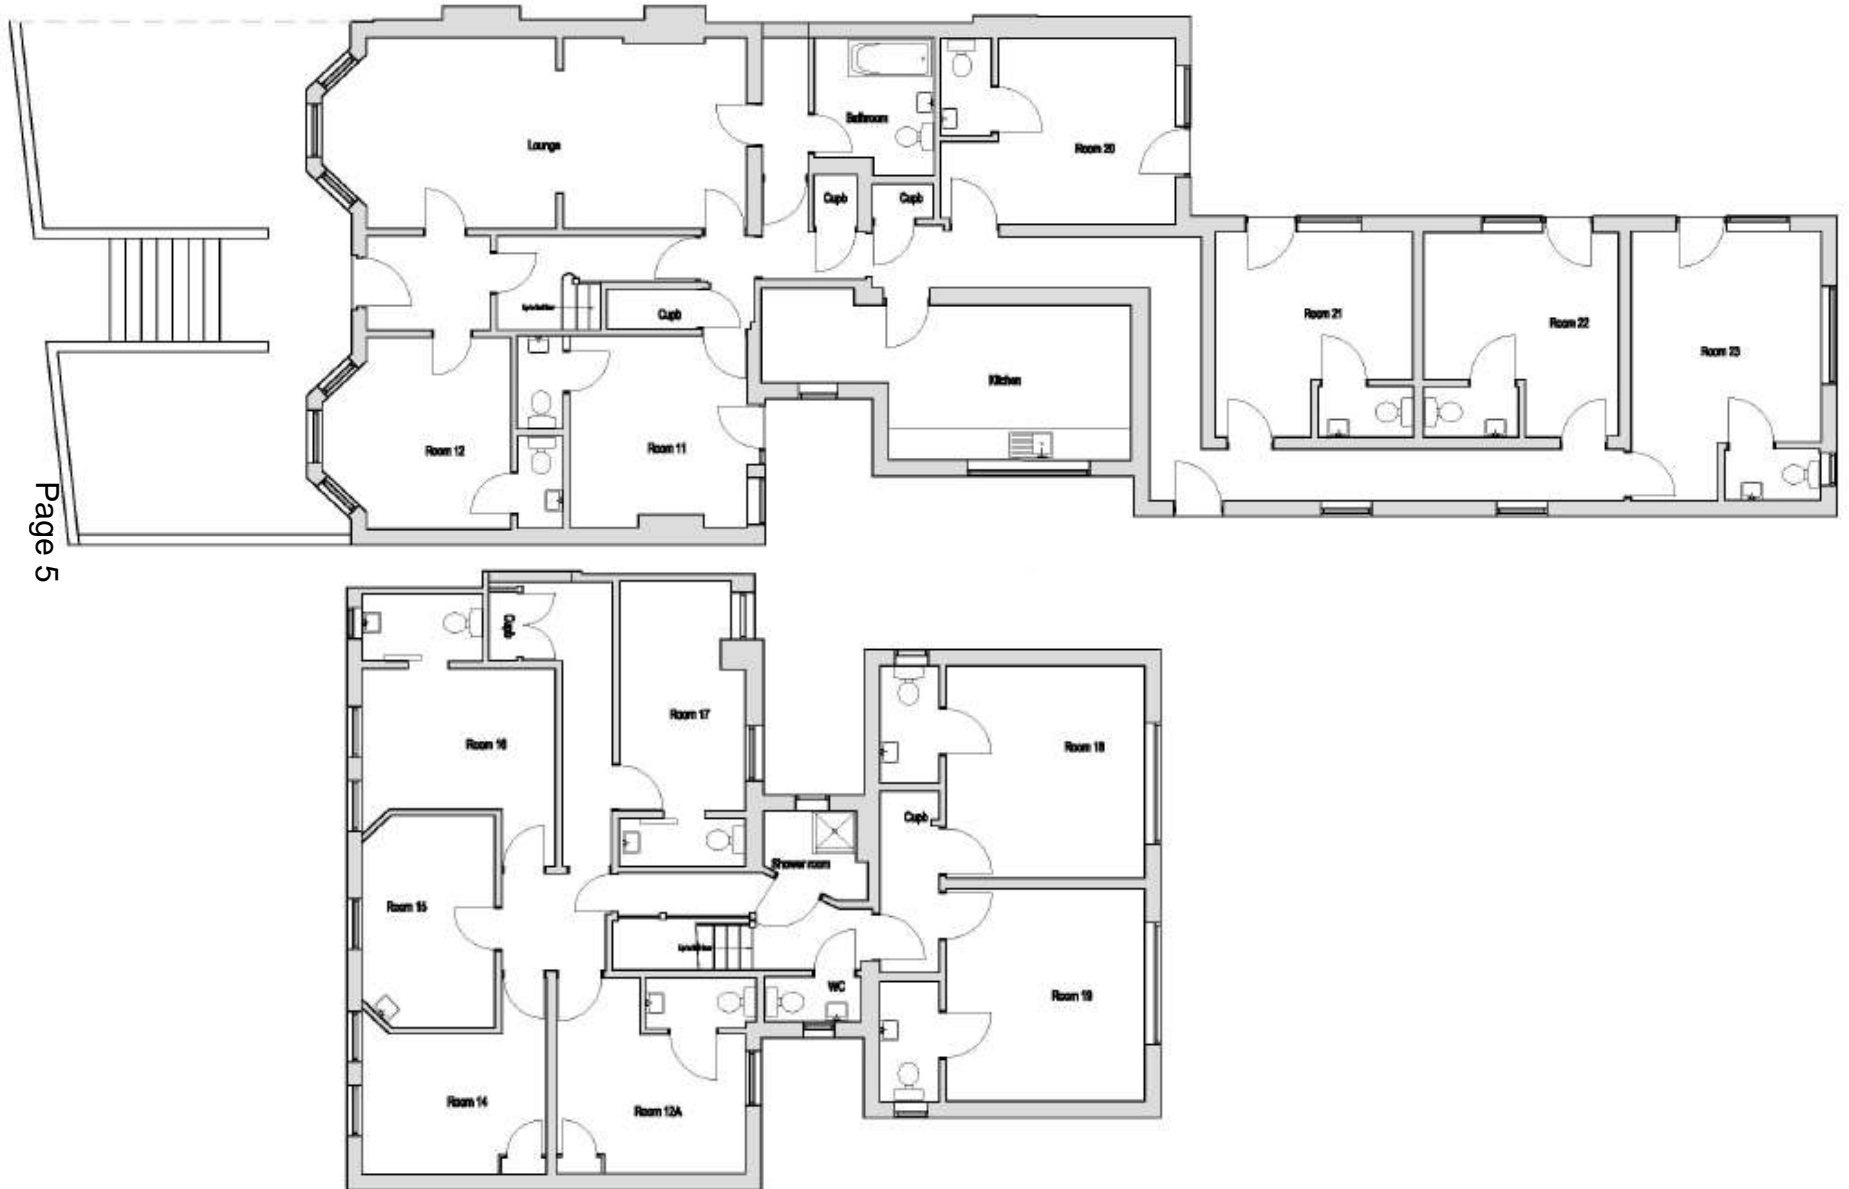 Lounge
Bathroom
Room 20
Cupb
Cupb
Cupb
Room 21
Room 22
Room 23
Kitchen
Room 12
Room 11
Page 5
Cupb
Room 16
Room 17
Room 18
Cupb
Shower room
Room 15
WC
Room 19
Room 14
Room 12A